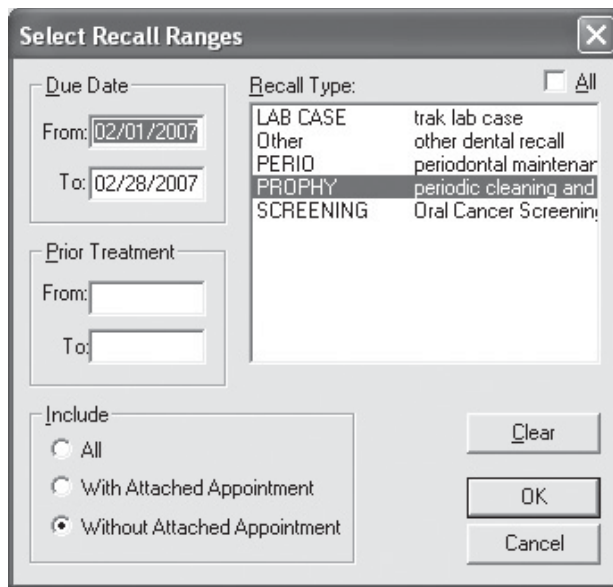 Select Recall Ranges
Due Date
From: 02/01/2007
To: 02/28/2007
Recall Type:
All
LAB CASE trak lab case
Other other dental recall
PERIO periodontal maintenan
PROPHY periodic cleaning and
SCREENING Oral Cancer Screening
Prior Treatment
From:
To:
Include
All
With Attached Appointment
Without Attached Appointment
Clear
OK
Cancel